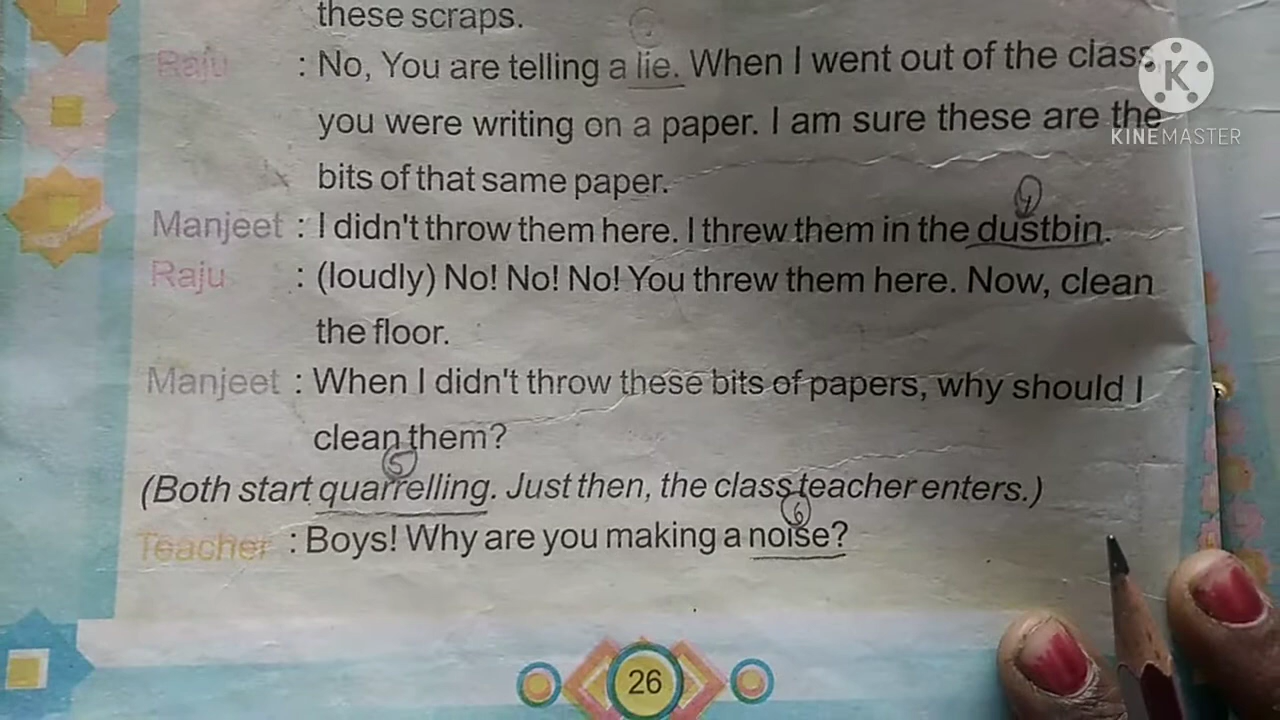 these scraps.
Raju : No, You are telling a lie. When I went out of the class
you were writing on a paper. I am sure these are the
bits of that same paper.
Manjeet : I didn't throw them here. I threw them in the dustbin.
Raju : (loudly) No! No! No! You threw them here. Now, clean
the floor.
Manjeet : When I didn't throw these bits of papers, why should I
clean them?
5
(Both start quarrelling. Just then, the class teacher enters.)
6
Teacher : Boys! Why are you making a noise?
26
K
KINEMASTER